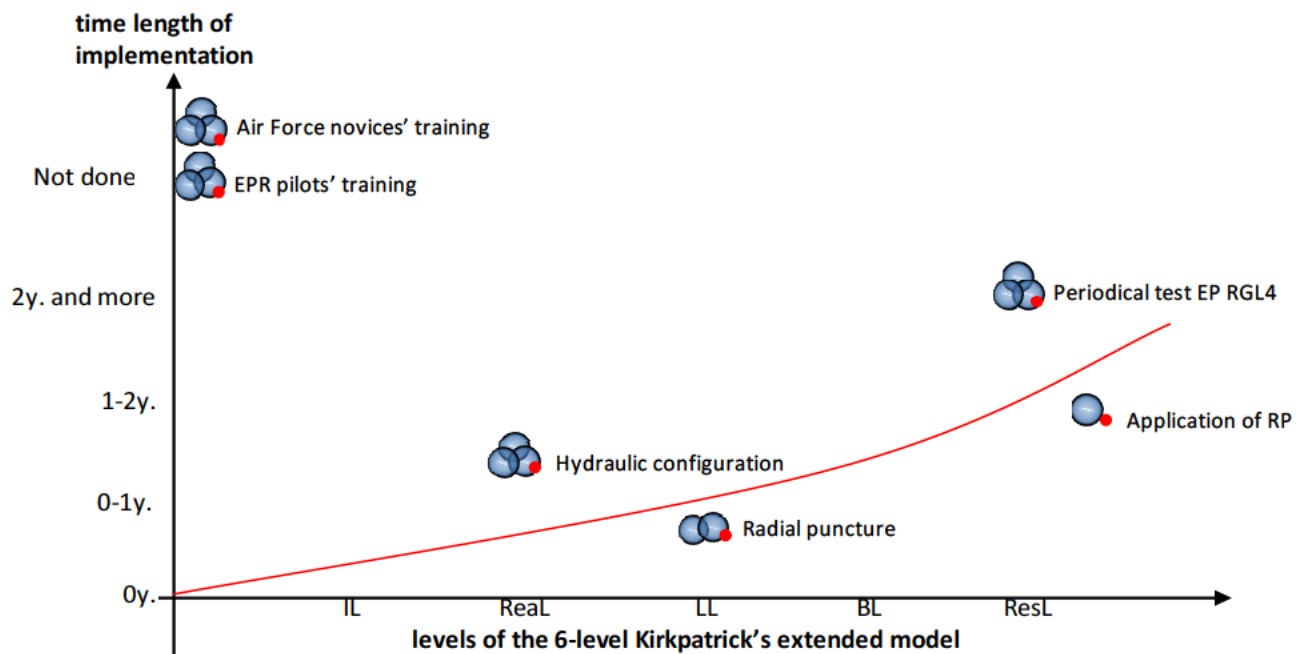 time length of
implementation
Air Force novices’ training
Not done
EPR pilots’ training
2y. and more
Periodical test EP RGL4
1-2y.
Application of RP
Hydraulic configuration
0-1y.
Radial puncture
0y.
IL ReaL LL BL ResL
levels of the 6-level Kirkpatrick’s extended model